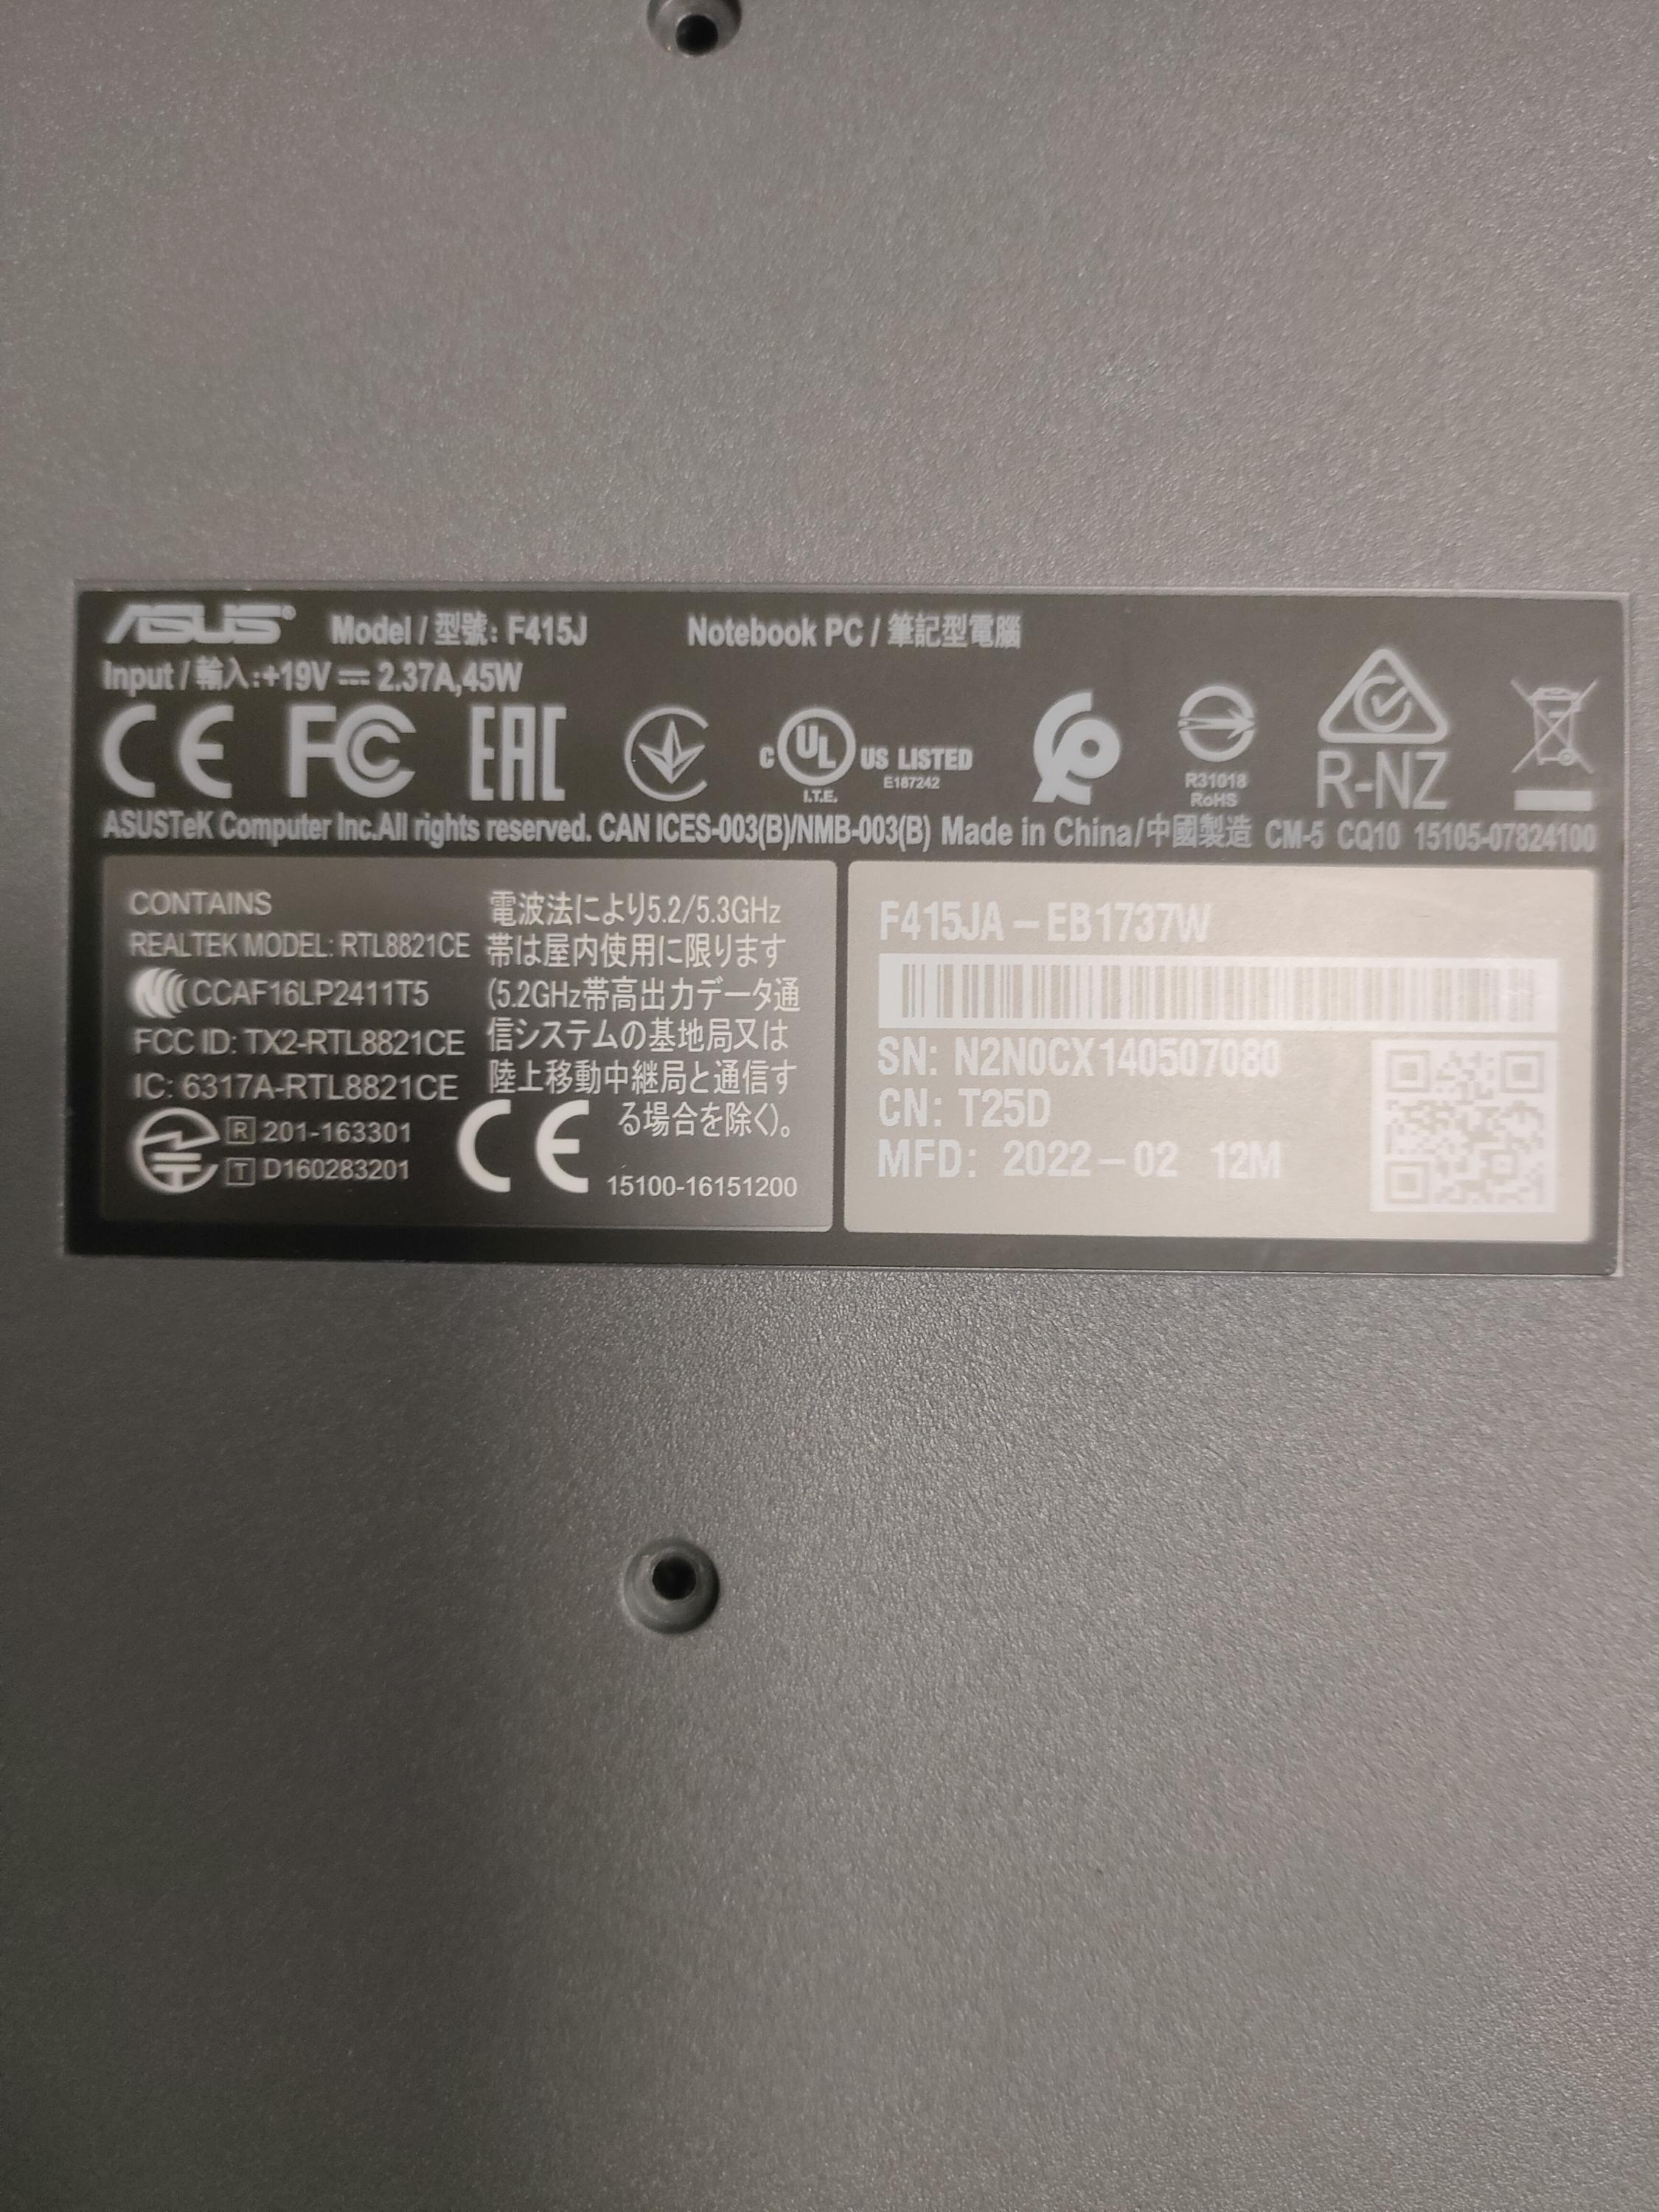 ASUS Model / 型號: F415J Notebook PC / 筆記型電腦
Input / 輸入:+19V ⎓ 2.37A,45W
CE FC EAC c UL US LISTED
I.T.E. E187242
R31018
RoHS
R-NZ
ASUSTeK Computer Inc.All rights reserved. CAN ICES-003(B)/NMB-003(B) Made in China/中國製造 CM-5 CQ10 15105-07824100
CONTAINS
REALTEK MODEL: RTL8821CE
CCAF16LP2411T5
FCC ID: TX2-RTL8821CE
IC: 6317A-RTL8821CE
R 201-163301
T D160283201
電波法により5.2/5.3GHz
帯は屋内使用に限ります
(5.2GHz帯高出力データ通
信システムの基地局又は
陸上移動中継局と通信す
る場合を除く)。
CE
15100-16151200
F415JA-EB1737W
SN: N2N0CX140507080
CN: T25D
MFD: 2022-02 12M